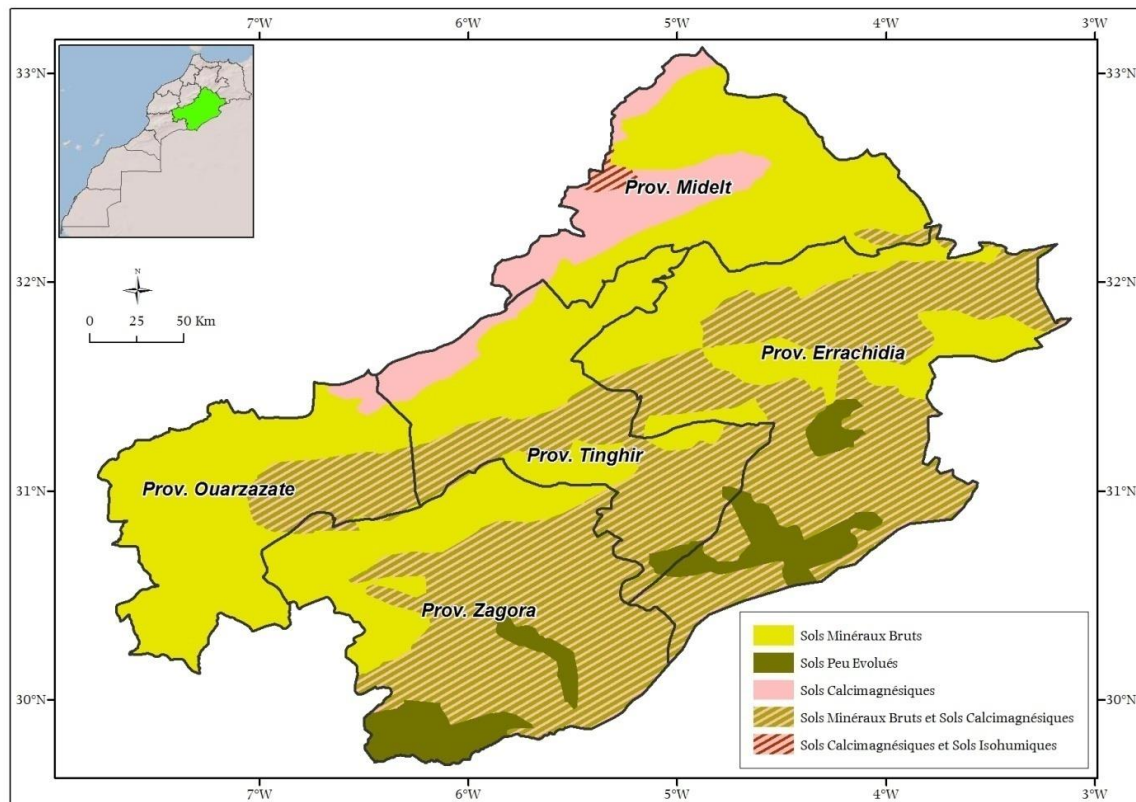 7°W 6°W 5°W 4°W 3°W
33°N 33°N
Prov. Midelt
N
32°N 32°N
0 25 50 Km
Prov. Errachidia
Prov. Tinghir
31°N 31°N
Prov. Ouarzazate
Prov. Zagora
Sols Minéraux Bruts
Sols Peu Evolués
30°N 30°N
Sols Calcimagnésiques
Sols Minéraux Bruts et Sols Calcimagnésiques
Sols Calcimagnésiques et Sols Isohumiques
7°W 6°W 5°W 4°W 3°W